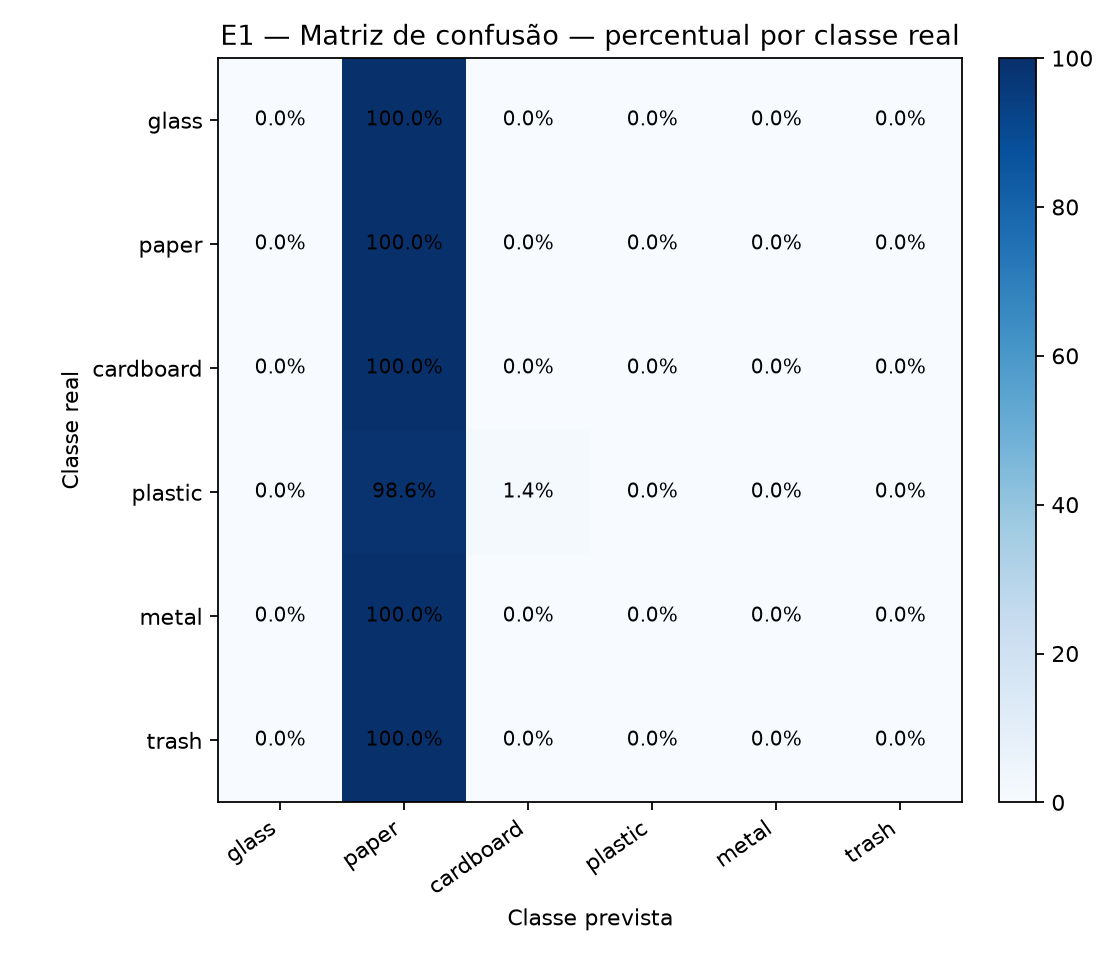 E1 — Matriz de confusão — percentual por classe real
glass 0.0% 100.0% 0.0% 0.0% 0.0% 0.0%
paper 0.0% 100.0% 0.0% 0.0% 0.0% 0.0%
cardboard 0.0% 100.0% 0.0% 0.0% 0.0% 0.0%
plastic 0.0% 98.6% 1.4% 0.0% 0.0% 0.0%
metal 0.0% 100.0% 0.0% 0.0% 0.0% 0.0%
trash 0.0% 100.0% 0.0% 0.0% 0.0% 0.0%
Classe real
glass paper cardboard plastic metal trash
Classe prevista
100
80
60
40
20
0